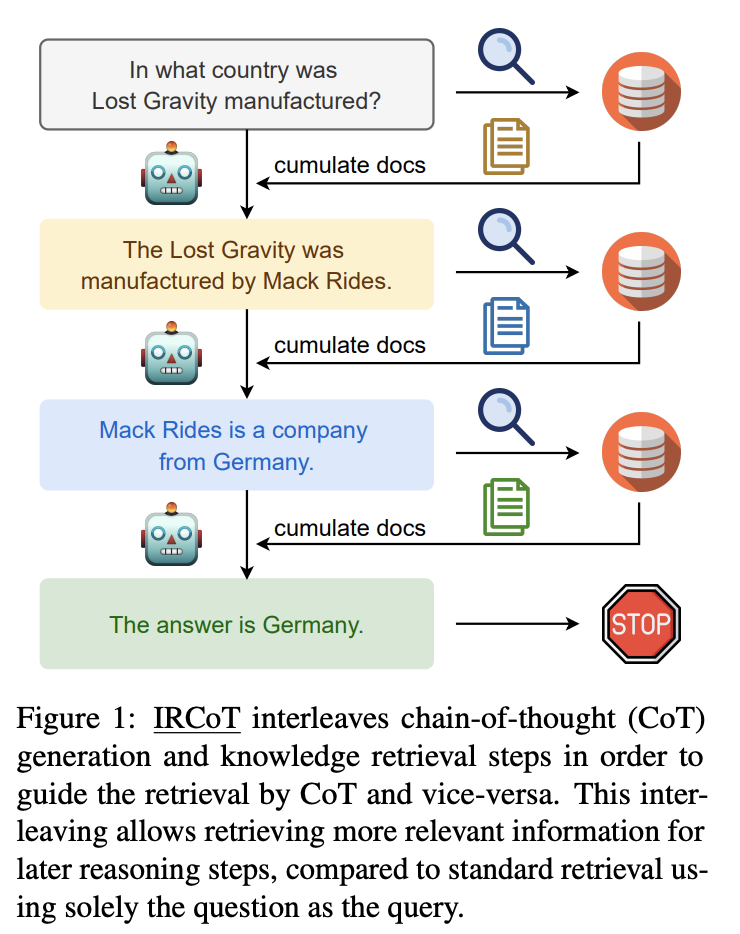 In what country was
Lost Gravity manufactured?
cumulate docs
The Lost Gravity was
manufactured by Mack Rides.
cumulate docs
Mack Rides is a company
from Germany.
cumulate docs
The answer is Germany.
STOP
Figure 1: IRCoT interleaves chain-of-thought (CoT)
generation and knowledge retrieval steps in order to
guide the retrieval by CoT and vice-versa. This inter-
leaving allows retrieving more relevant information for
later reasoning steps, compared to standard retrieval us-
ing solely the question as the query.